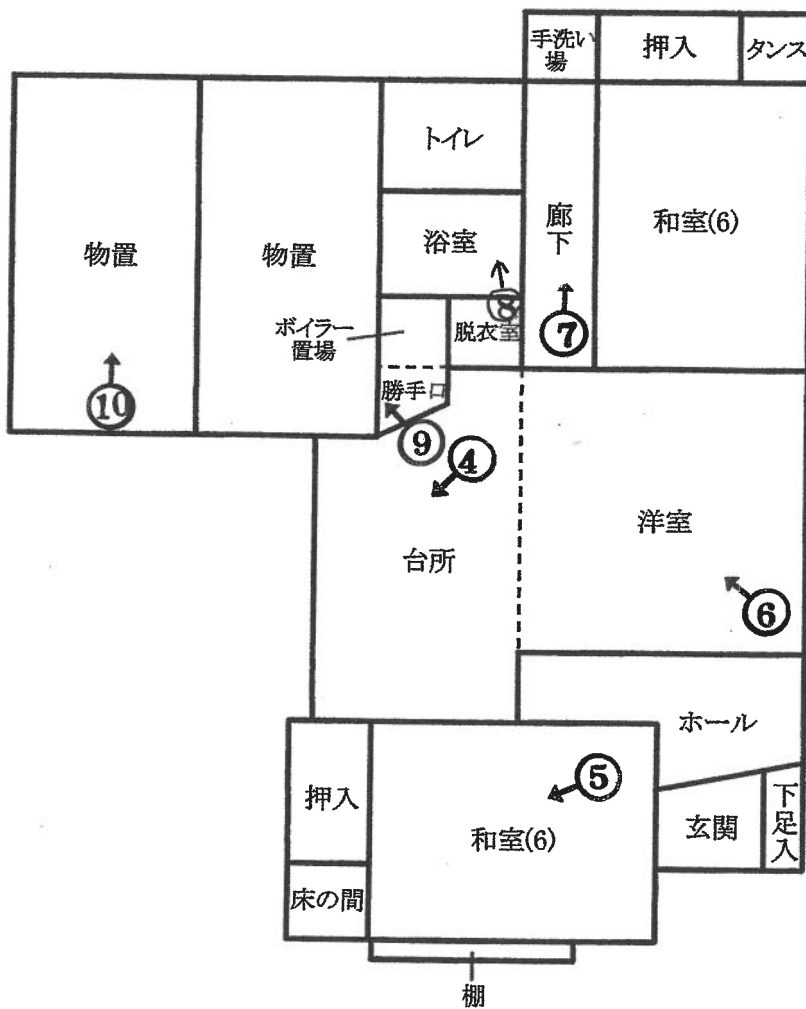 手洗い
場
押入
タンス
トイレ
和室(6)
廊
下
浴室
物置
物置
⑧
⑦
ボイラー
置場
脱衣室
勝手口
⑩
⑨
④
洋室
台所
⑥
ホール
⑤
押入
下
足
入
玄関
和室(6)
床の間
棚